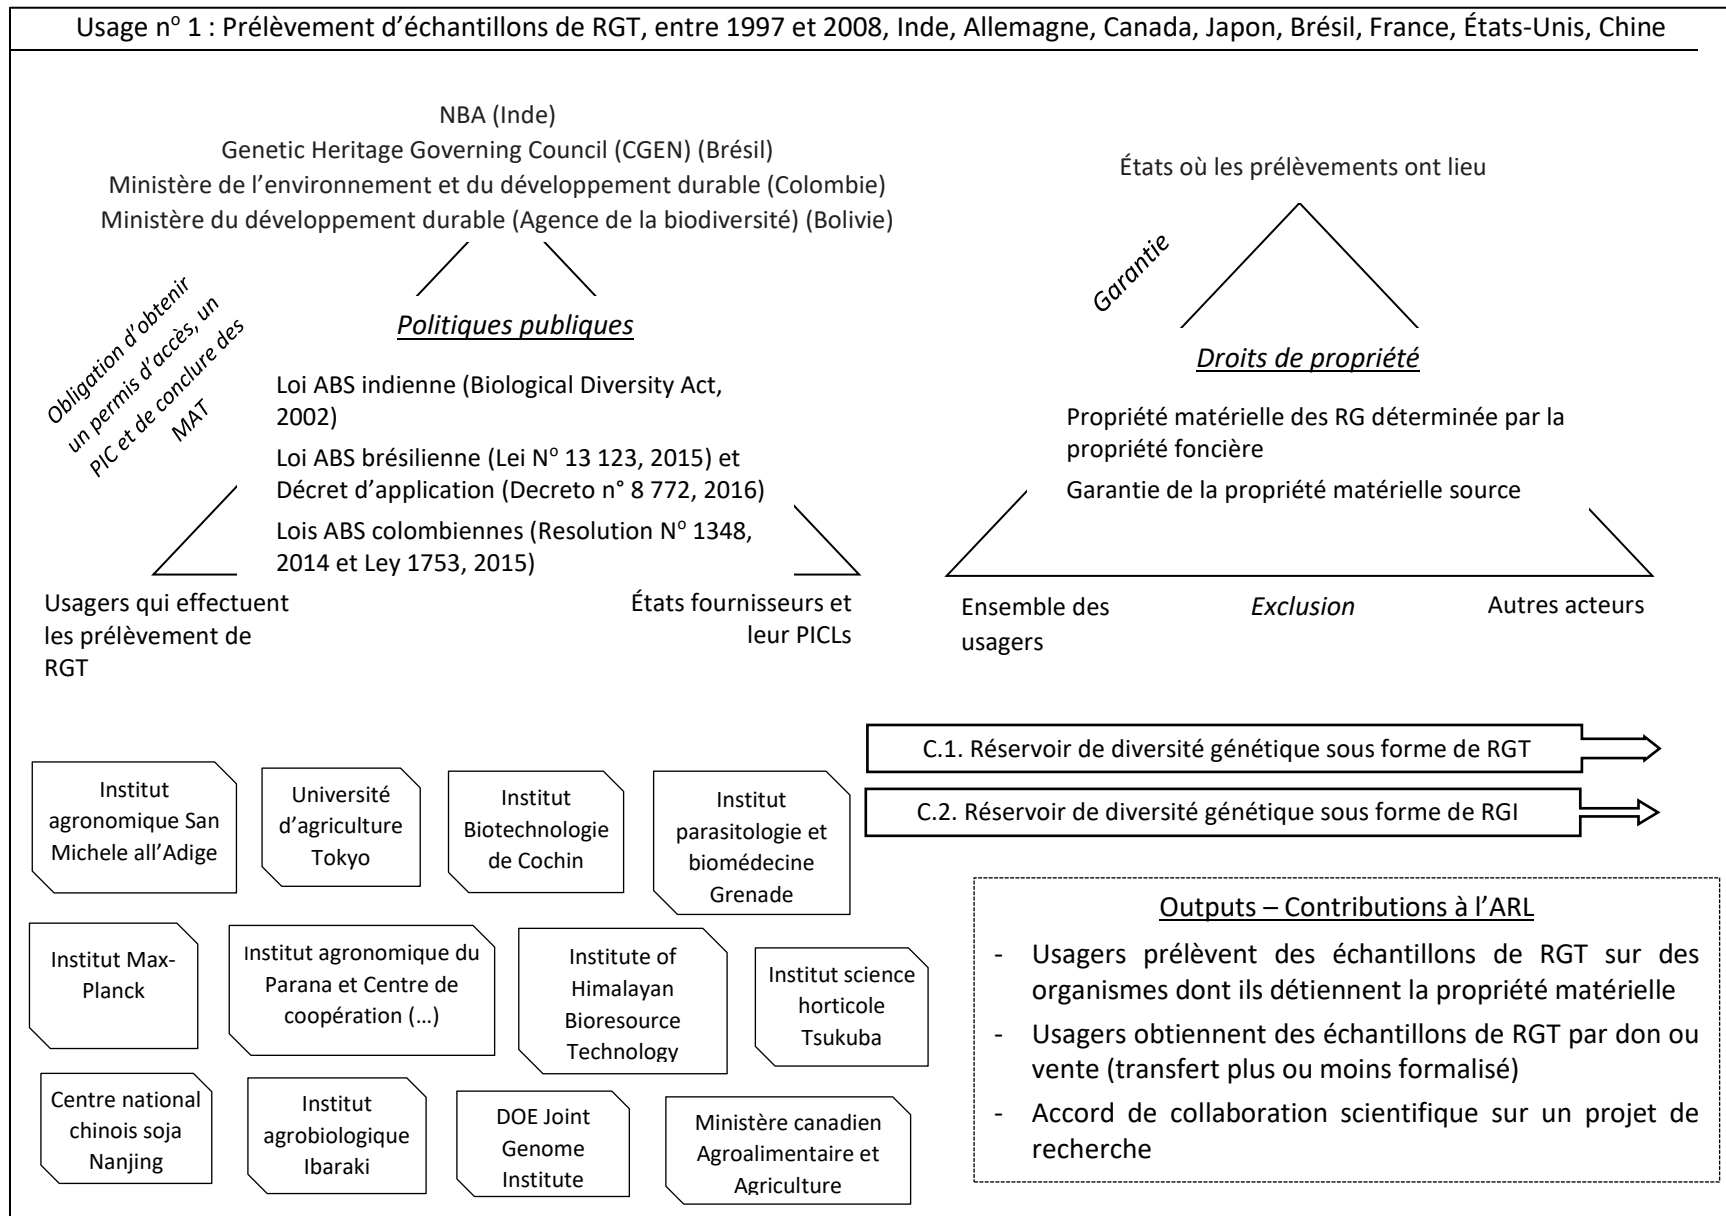 Usage nº 1 : Prélèvement d’échantillons de RGT, entre 1997 et 2008, Inde, Allemagne, Canada, Japon, Brésil, France, États-Unis, Chine
NBA (Inde)
Genetic Heritage Governing Council (CGEN) (Brésil)
Ministère de l’environnement et du développement durable (Colombie)
Ministère du développement durable (Agence de la biodiversité) (Bolivie)
Obligation d’obtenir
un permis d’accès, un
PIC et de conclure des
MAT
Politiques publiques
Loi ABS indienne (Biological Diversity Act,
2002)
Loi ABS brésilienne (Lei Nº 13 123, 2015) et
Décret d’application (Decreto n° 8 772, 2016)
Lois ABS colombiennes (Resolution Nº 1348,
2014 et Ley 1753, 2015)
Usagers qui effectuent
les prélèvement de
RGT
États fournisseurs et
leur PICLs
États où les prélèvements ont lieu
Garantie
Droits de propriété
Propriété matérielle des RG déterminée par la
propriété foncière
Garantie de la propriété matérielle source
Ensemble des
usagers
Exclusion
Autres acteurs
C.1. Réservoir de diversité génétique sous forme de RGT
C.2. Réservoir de diversité génétique sous forme de RGI
Institut
agronomique San
Michele all’Adige
Université
d’agriculture
Tokyo
Institut
Biotechnologie
de Cochin
Institut
parasitologie et
biomédecine
Grenade
Institut Max-
Planck
Institut agronomique du
Parana et Centre de
coopération (…)
Institute of
Himalayan
Bioresource
Technology
Institut science
horticole
Tsukuba
Centre national
chinois soja
Nanjing
Institut
agrobiologique
Ibaraki
DOE Joint
Genome
Institute
Ministère canadien
Agroalimentaire et
Agriculture
Outputs – Contributions à l’ARL
- Usagers prélèvent des échantillons de RGT sur des
organismes dont ils détiennent la propriété matérielle
- Usagers obtiennent des échantillons de RGT par don ou
vente (transfert plus ou moins formalisé)
- Accord de collaboration scientifique sur un projet de
recherche